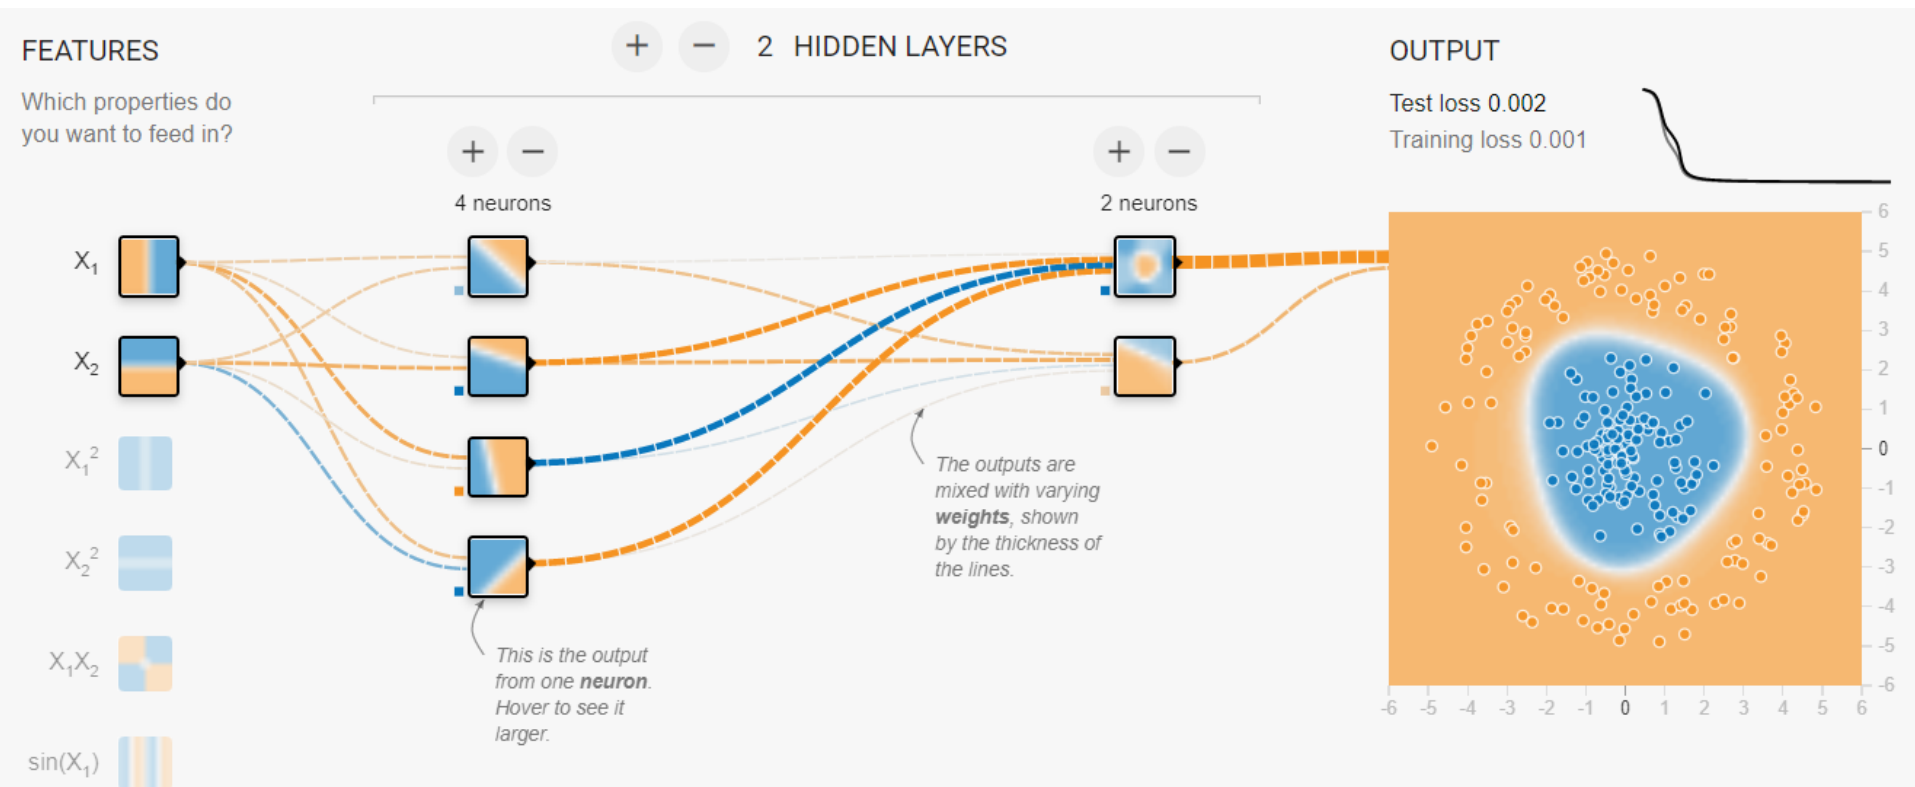 FEATURES
Which properties do
you want to feed in?
X1
X2
X1²
X2²
X1X2
sin(X1)
+ − 2 HIDDEN LAYERS
+ −
4 neurons
+ −
2 neurons
This is the output
from one neuron.
Hover to see it
larger.
The outputs are
mixed with varying
weights, shown
by the thickness of
the lines.
OUTPUT
Test loss 0.002
Training loss 0.001
6
5
4
3
2
1
0
-1
-2
-3
-4
-5
-6
-6 -5 -4 -3 -2 -1 0 1 2 3 4 5 6